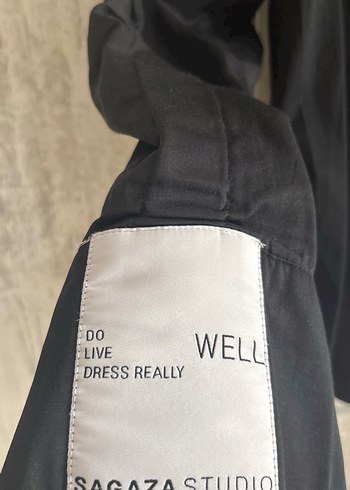 DO
LIVE WELL
DRESS REALLY
SAGAZA STUDIO